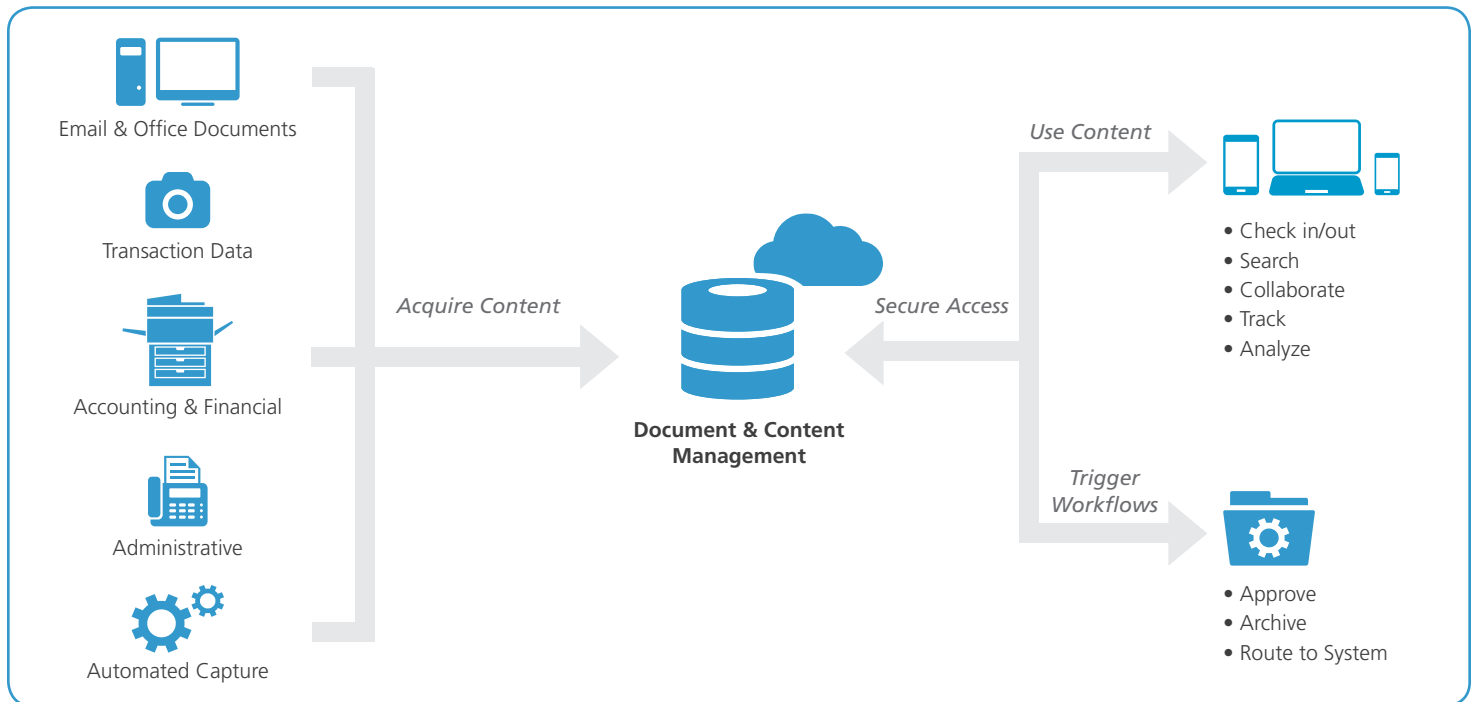 Email & Office Documents
Transaction Data
Accounting & Financial
Administrative
Automated Capture
Acquire Content
Document & Content
Management
Secure Access
Use Content
• Check in/out
• Search
• Collaborate
• Track
• Analyze
Trigger
Workflows
• Approve
• Archive
• Route to System